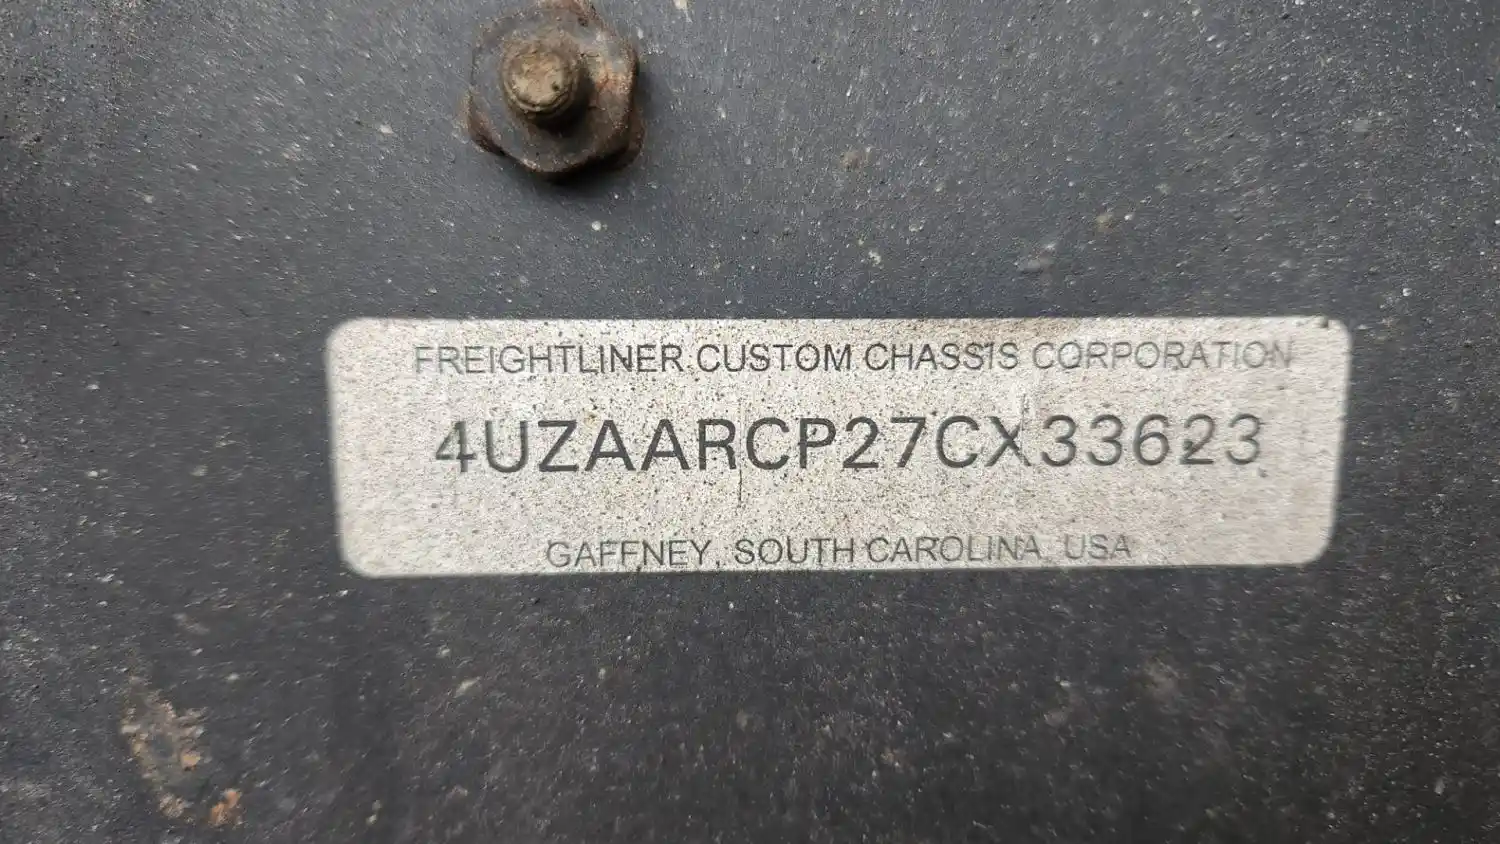 FREIGHTLINER CUSTOM CHASSIS CORPORATION
4UZAARCP27CX33623
GAFFNEY, SOUTH CAROLINA, USA